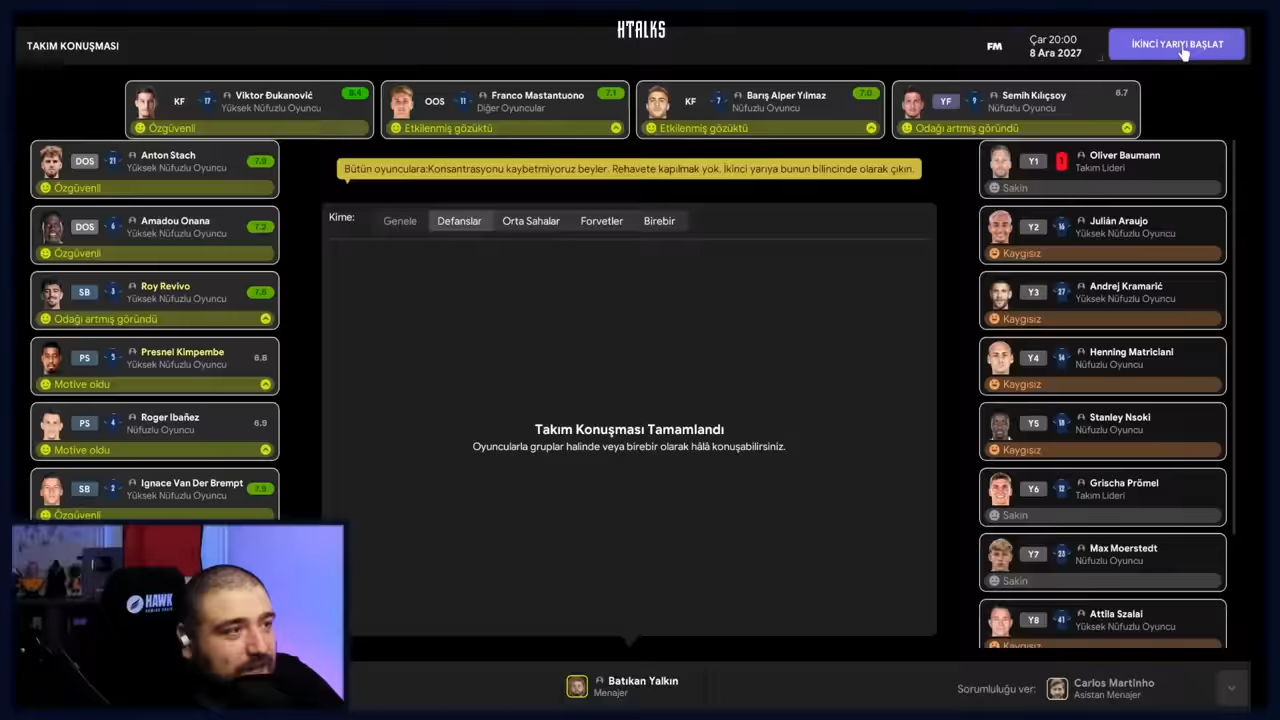 HTALKS
TAKIM KONUŞMASI
FM
Çar 20:00
8 Ara 2027
İKİNCİ YARIYI BAŞLAT
KF 17 Viktor Đukanović 8.4
Yüksek Nüfuzlu Oyuncu
Özgüvenli
OOS 11 Franco Mastantuono 7.1
Diğer Oyuncular
Etkilenmiş gözüktü
KF 7 Barış Alper Yılmaz 7.0
Nüfuzlu Oyuncu
Etkilenmiş gözüktü
YF 9 Semih Kılıçsoy 6.7
Nüfuzlu Oyuncu
Odağı artmış göründü
DOS 21 Anton Stach 7.9
Yüksek Nüfuzlu Oyuncu
Özgüvenli
DOS 6 Amadou Onana 7.2
Yüksek Nüfuzlu Oyuncu
Özgüvenli
SB 3 Roy Revivo 7.8
Yüksek Nüfuzlu Oyuncu
Odağı artmış göründü
PS 5 Presnel Kimpembe 6.8
Yüksek Nüfuzlu Oyuncu
Motive oldu
PS 4 Roger Ibañez 6.9
Nüfuzlu Oyuncu
Motive oldu
SB 2 Ignace Van Der Brempt 7.9
Yüksek Nüfuzlu Oyuncu
Özgüvenli
Bütün oyunculara:Konsantrasyonu kaybetmiyoruz beyler. Rehavete kapılmak yok. İkinci yarıya bunun bilincinde olarak çıkın.
Kime: Genele Defanslar Orta Sahalar Forvetler Birebir
Takım Konuşması Tamamlandı
Oyuncularla gruplar halinde veya birebir olarak hâlâ konuşabilirsiniz.
Y1 1 Oliver Baumann
Takım Lideri
Sakin
Y2 16 Julián Araujo
Yüksek Nüfuzlu Oyuncu
Kaygısız
Y3 27 Andrej Kramarić
Yüksek Nüfuzlu Oyuncu
Kaygısız
Y4 14 Henning Matriciani
Nüfuzlu Oyuncu
Kaygısız
Y5 18 Stanley Nsoki
Nüfuzlu Oyuncu
Kaygısız
Y6 12 Grischa Prömel
Takım Lideri
Sakin
Y7 23 Max Moerstedt
Nüfuzlu Oyuncu
Sakin
Y8 41 Attila Szalai
Yüksek Nüfuzlu Oyuncu
Kaygısız
HAWK
GAMING CHAIR
Batıkan Yalkın
Menajer
Sorumluluğu ver: Carlos Martinho
Asistan Menajer